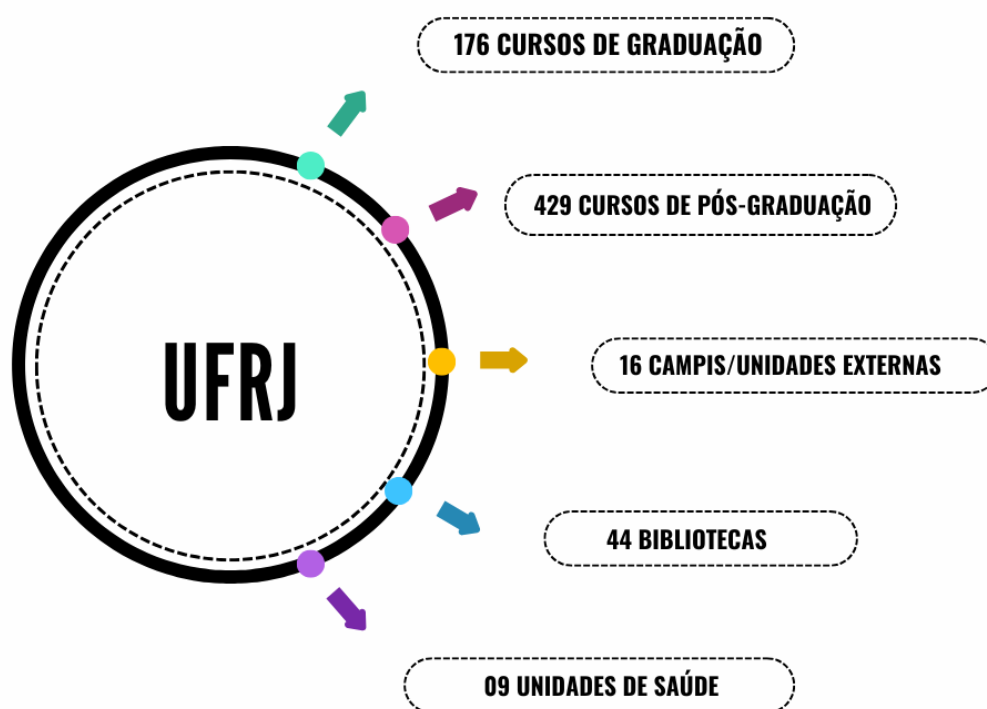 176 CURSOS DE GRADUAÇÃO
429 CURSOS DE PÓS-GRADUAÇÃO
UFRJ
16 CAMPIS/UNIDADES EXTERNAS
44 BIBLIOTECAS
09 UNIDADES DE SAÚDE